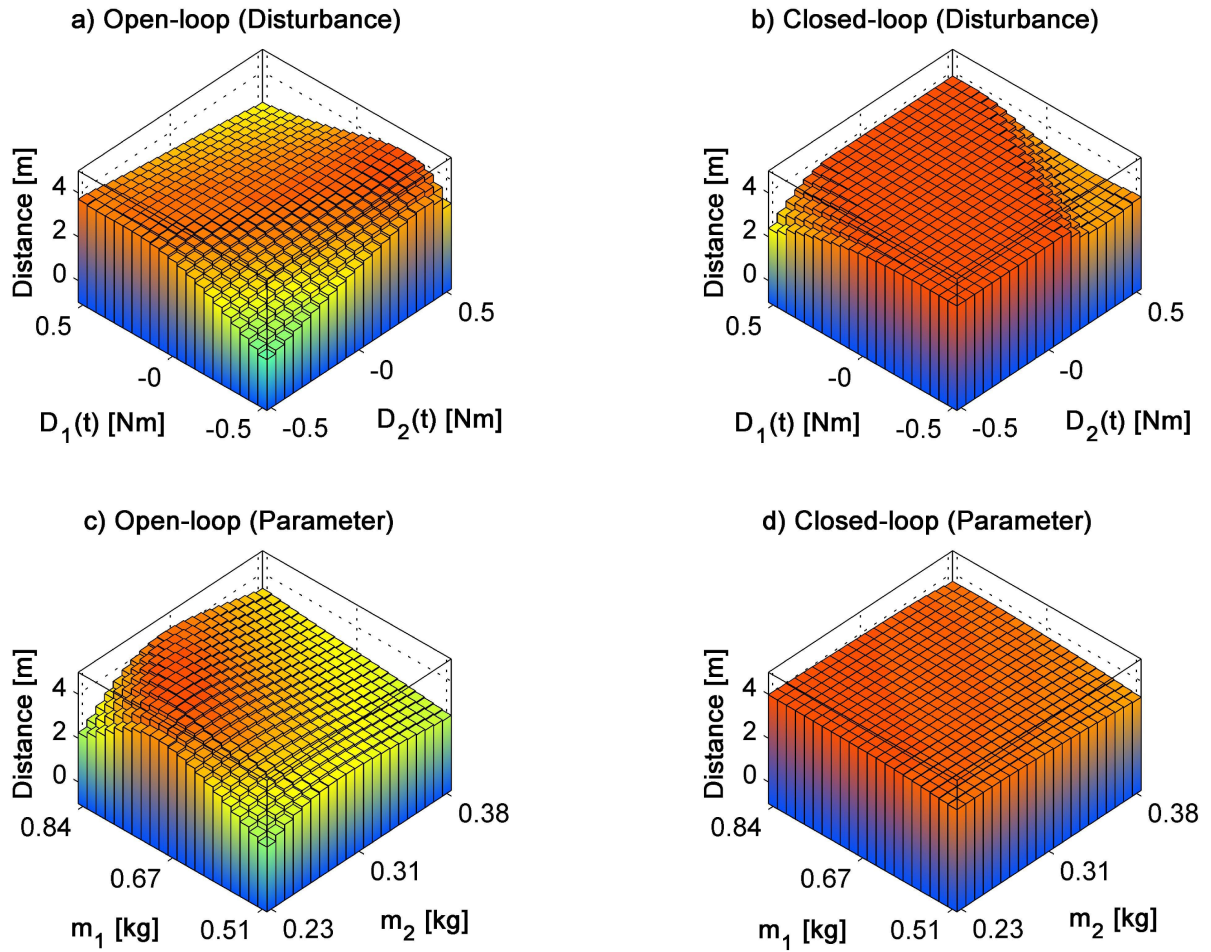 a) Open-loop (Disturbance)
Distance [m]
4
2
0
0.5
-0
-0.5
D1(t) [Nm]
-0.5
-0
0.5
D2(t) [Nm]
b) Closed-loop (Disturbance)
Distance [m]
4
2
0
0.5
-0
-0.5
D1(t) [Nm]
-0.5
-0
0.5
D2(t) [Nm]
c) Open-loop (Parameter)
Distance [m]
4
2
0
0.84
0.67
0.51
m1 [kg]
0.23
0.31
0.38
m2 [kg]
d) Closed-loop (Parameter)
Distance [m]
4
2
0
0.84
0.67
0.51
m1 [kg]
0.23
0.31
0.38
m2 [kg]